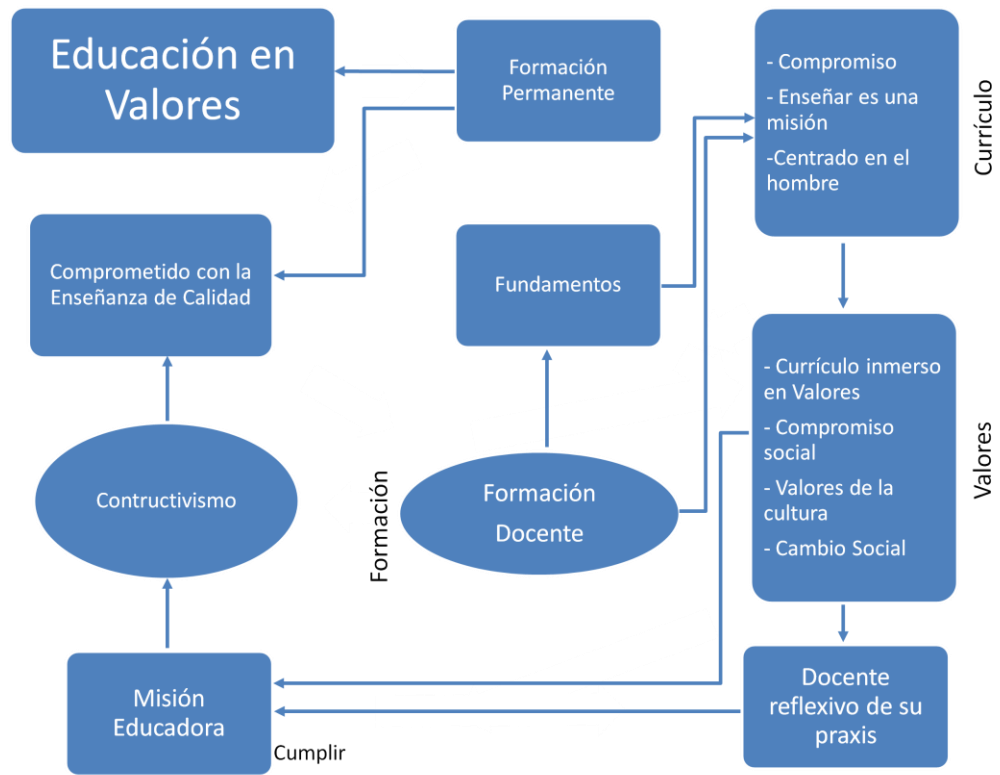 Educación en
Valores
Formación
Permanente
- Compromiso
- Enseñar es una
misión
-Centrado en el
hombre
Currículo
Comprometido con la
Enseñanza de Calidad
Fundamentos
- Currículo inmerso
en Valores
- Compromiso
social
- Valores de la
cultura
- Cambio Social
Valores
Contructivismo
Formación
Formación
Docente
Misión
Educadora
Cumplir
Docente
reflexivo de su
praxis